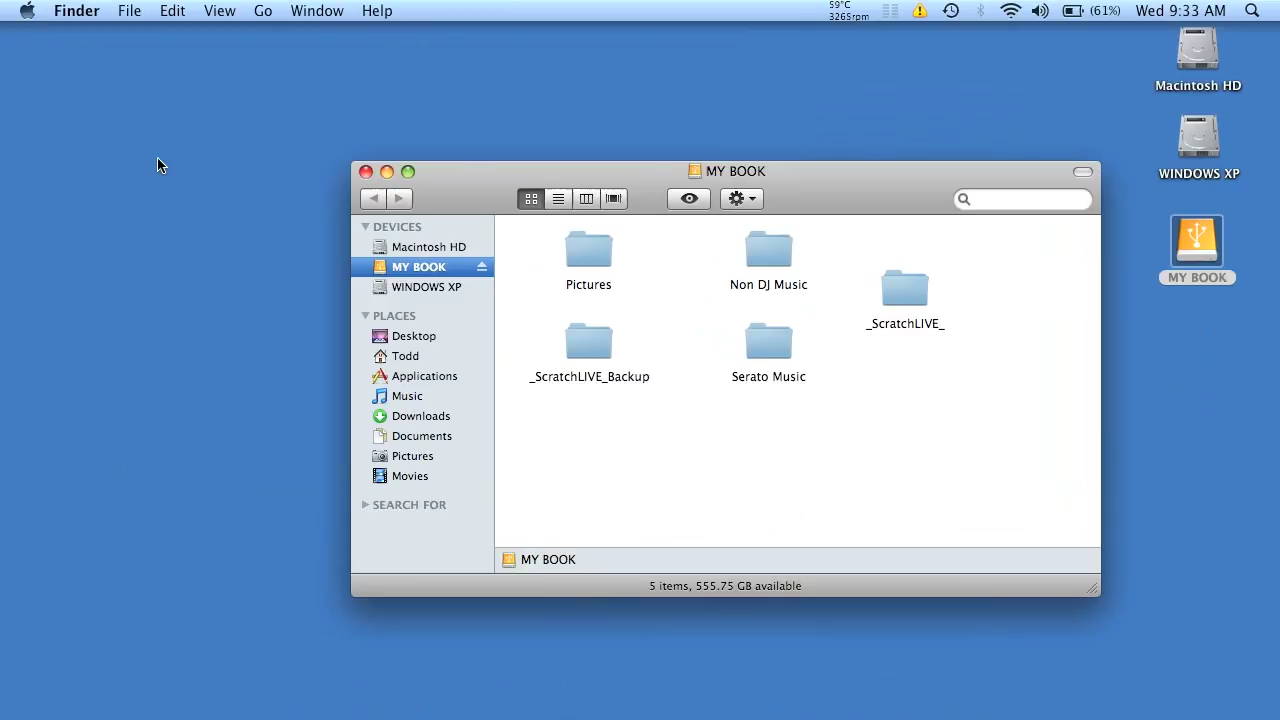 Finder File Edit View Go Window Help 59°C 3265rpm (61%) Wed 9:33 AM
Macintosh HD
WINDOWS XP
MY BOOK
MY BOOK
DEVICES
Macintosh HD
MY BOOK
WINDOWS XP
PLACES
Desktop
Todd
Applications
Music
Downloads
Documents
Pictures
Movies
SEARCH FOR
Pictures
Non DJ Music
_ScratchLIVE_
_ScratchLIVE_Backup
Serato Music
MY BOOK
5 items, 555.75 GB available